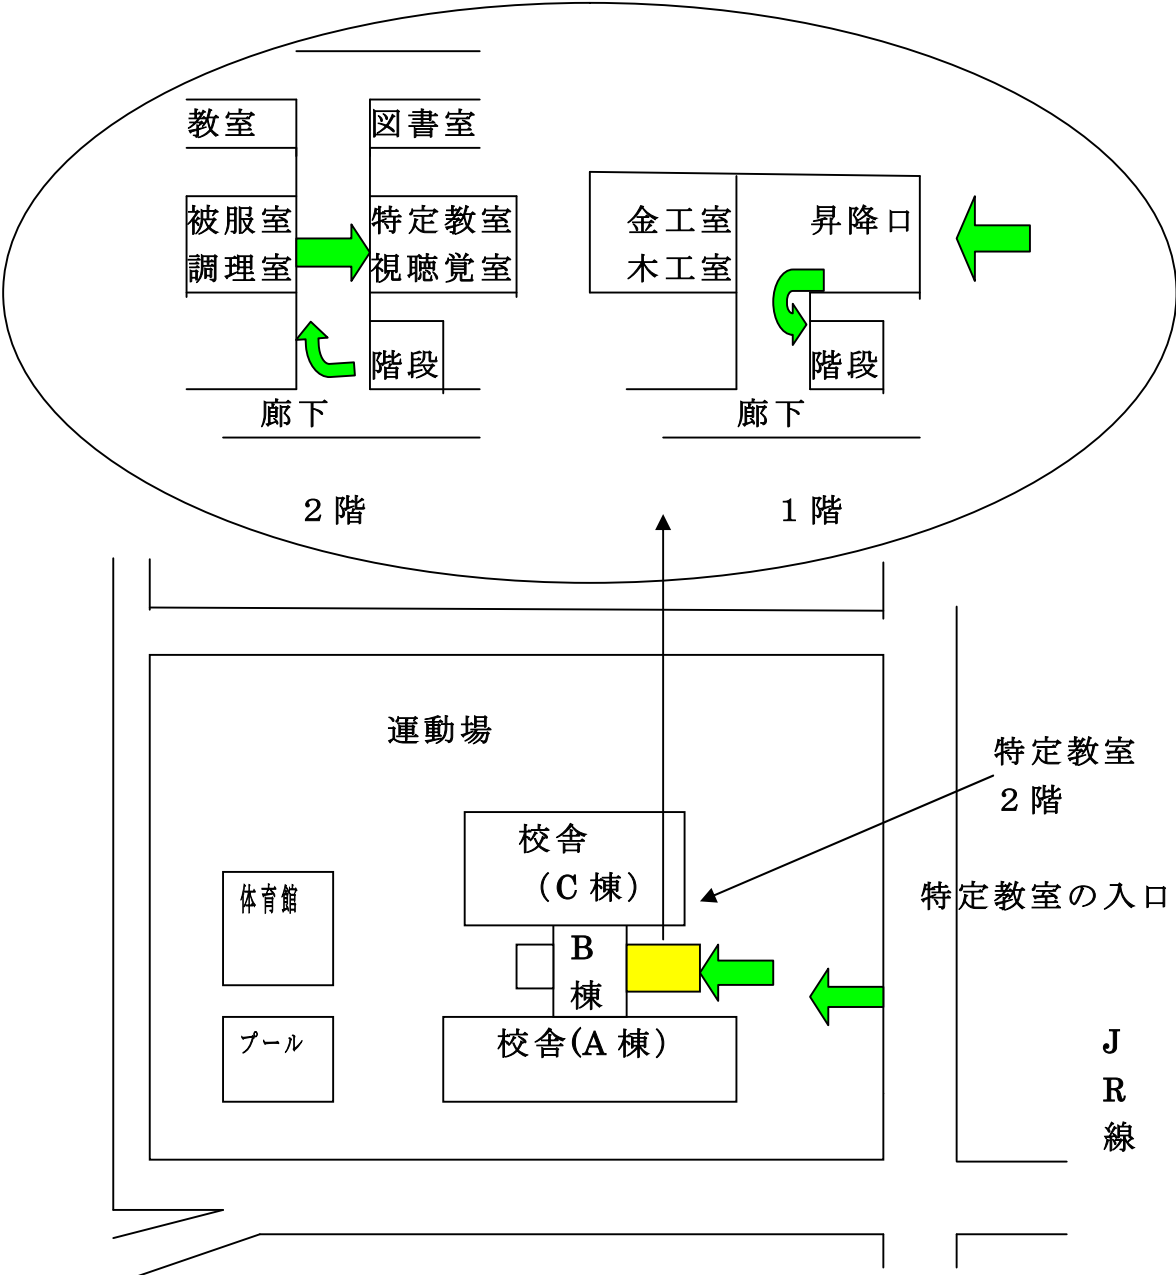 教室
図書室
被服室
調理室
特定教室
視聴覚室
階段
廊下
2階
金工室
木工室
昇降口
階段
廊下
1階
運動場
特定教室
2階
校舎
(C棟)
体育館
特定教室の入口
B
棟
プール
校舎(A棟)
J
R
線